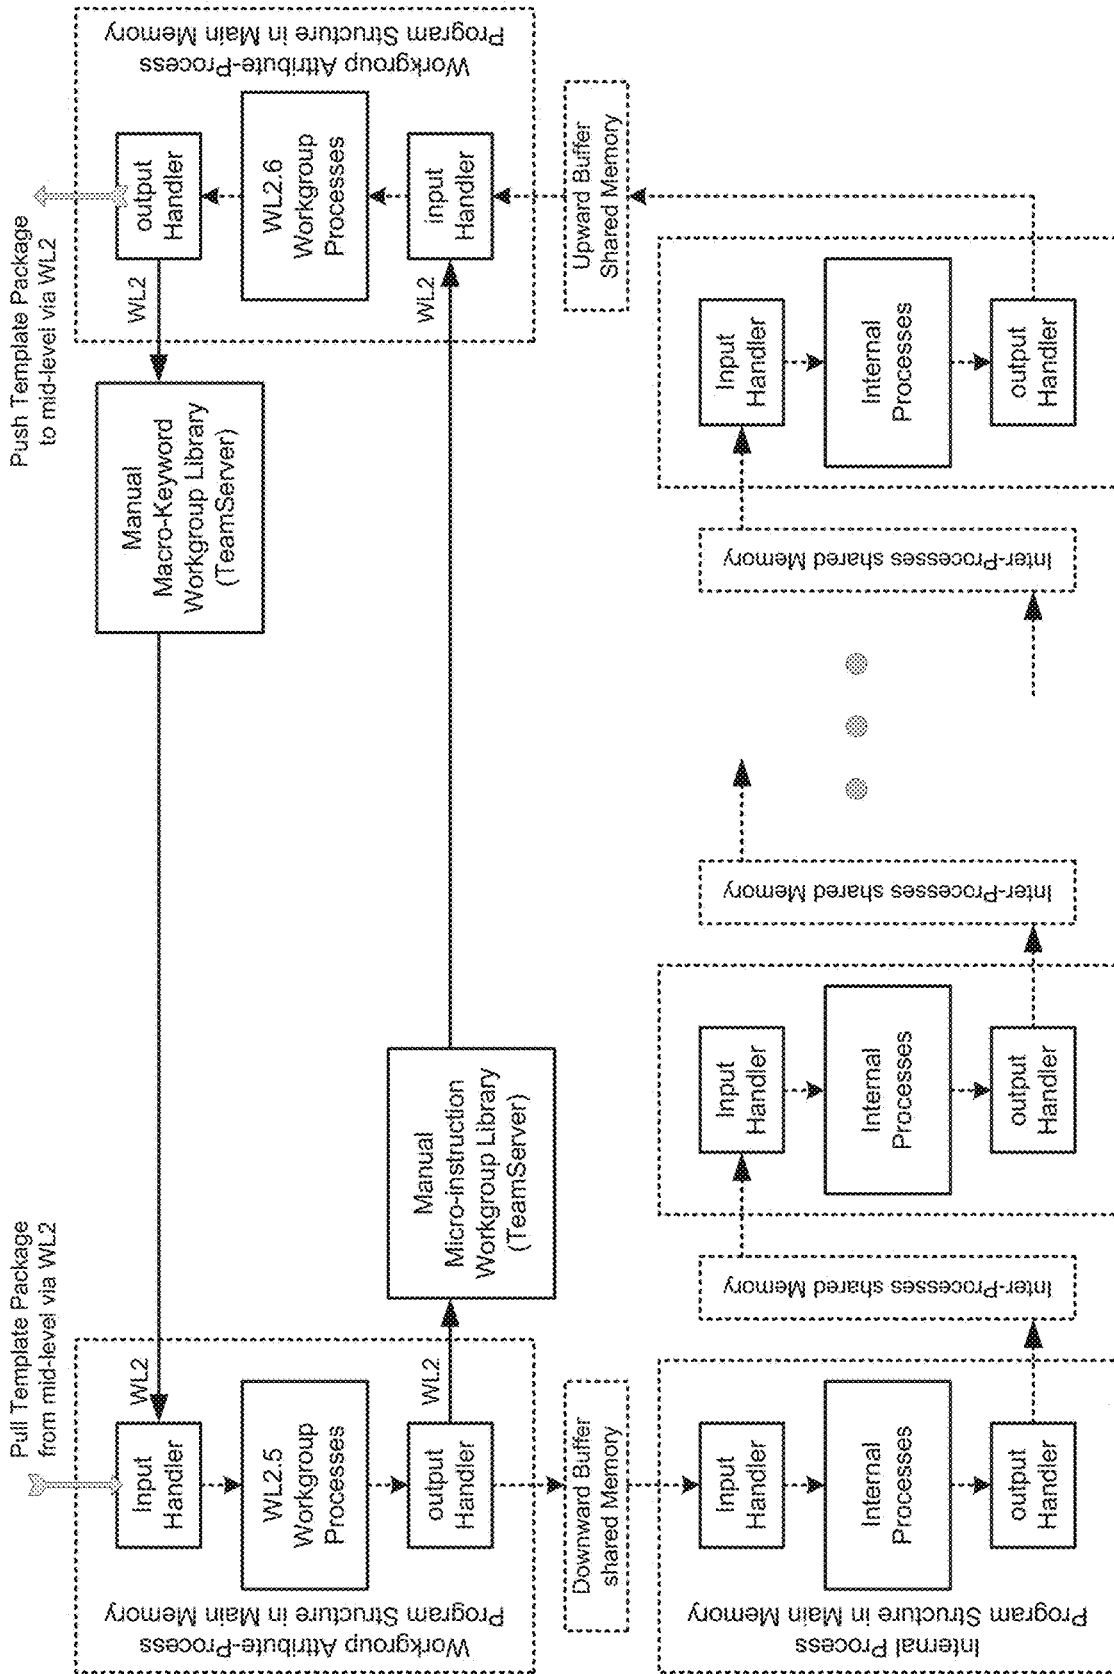 Pull Template Package
from mid-level via WL2
Push Template Package
to mid-level via WL2
Workgroup Attribute-Process
Program Structure in Main Memory
Input
Handler
WL2
WL2.5
Workgroup
Processes
output
Handler
WL2
Manual
Macro-Keyword
Workgroup Library
(TeamServer)
Manual
Micro-instruction
Workgroup Library
(TeamServer)
Workgroup Attribute-Process
Program Structure in Main Memory
output
Handler
WL2
WL2.6
Workgroup
Processes
input
Handler
WL2
Downward Buffer
shared Memory
Upward Buffer
Shared Memory
Internal Process
Program Structure in Main Memory
Input
Handler
Internal
Processes
output
Handler
Inter-Processes shared Memory
Input
Handler
Internal
Processes
output
Handler
Inter-Processes shared Memory
Inter-Processes shared Memory
Input
Handler
Internal
Processes
output
Handler